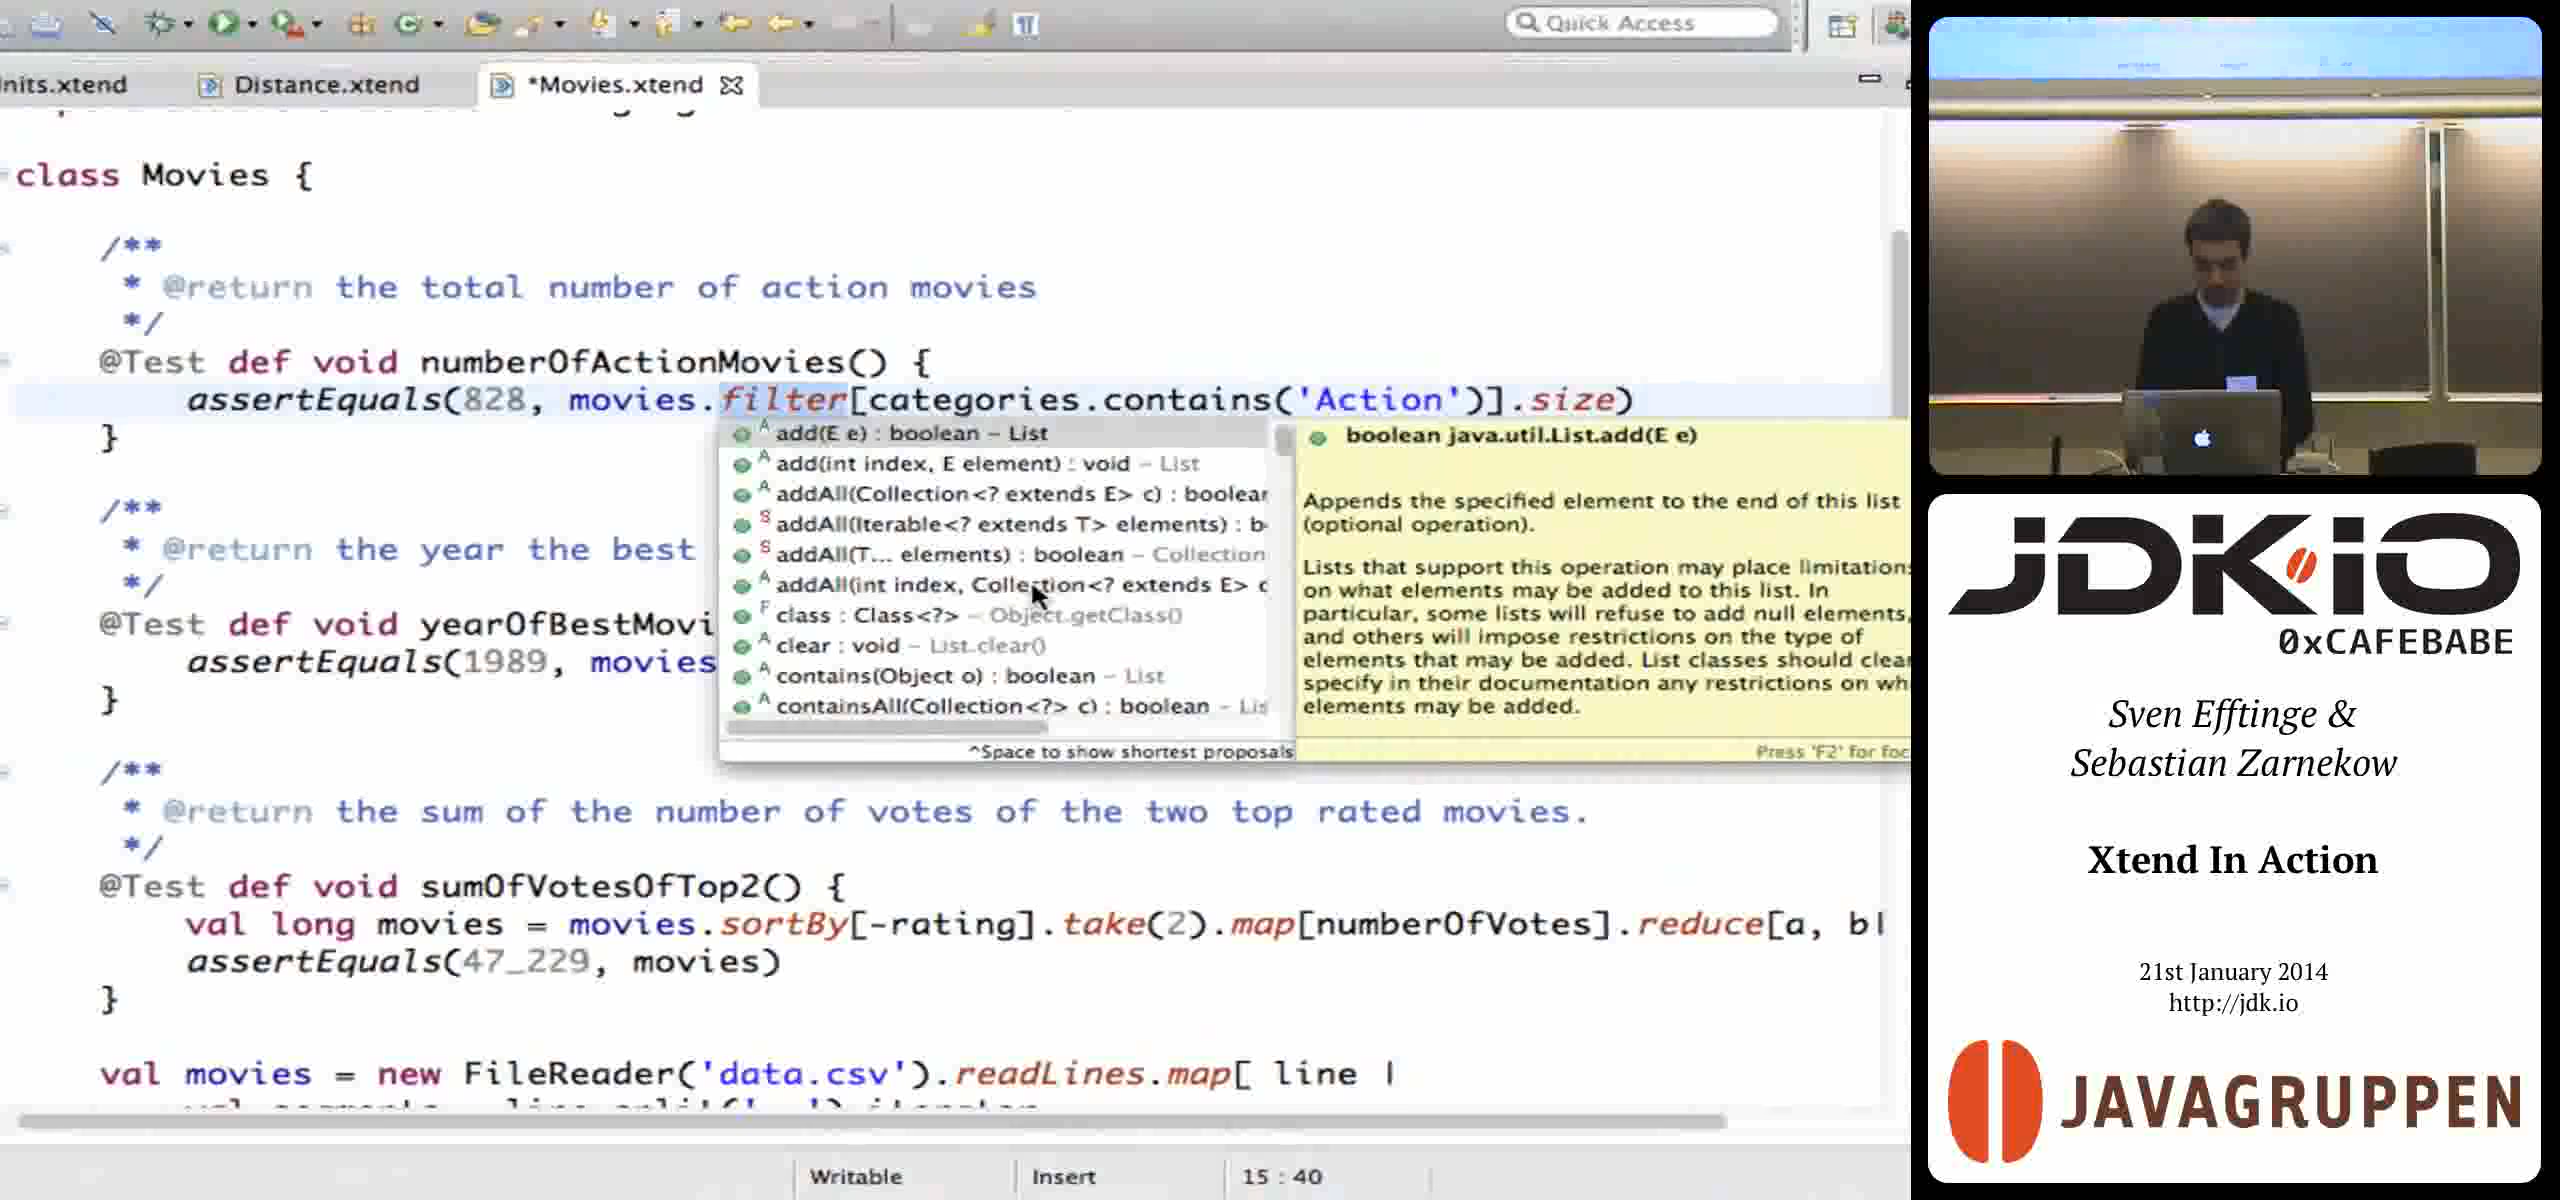 Quick Access
nits.xtend
Distance.xtend
*Movies.xtend
class Movies {
/**
* @return the total number of action movies
*/
@Test def void numberOfActionMovies() {
assertEquals(828, movies.filter[categories.contains('Action')].size)
}
/**
* @return the year the best
*/
@Test def void yearOfBestMovi
assertEquals(1989, movies
}
/**
* @return the sum of the number of votes of the two top rated movies.
*/
@Test def void sumOfVotesOfTop2() {
val long movies = movies.sortBy[-rating].take(2).map[numberOfVotes].reduce[a, b|
assertEquals(47_229, movies)
}
val movies = new FileReader('data.csv').readLines.map[ line |
A add(E e) : boolean – List
A add(int index, E element) : void – List
A addAll(Collection<? extends E> c) : boolear
S addAll(Iterable<? extends T> elements) : b
S addAll(T... elements) : boolean – Collection
A addAll(int index, Collection<? extends E> c
F class : Class<?> – Object.getClass()
A clear : void – List.clear()
A contains(Object o) : boolean – List
A containsAll(Collection<?> c) : boolean – Lis
^Space to show shortest proposals
boolean java.util.List.add(E e)
Appends the specified element to the end of this list
(optional operation).
Lists that support this operation may place limitations
on what elements may be added to this list. In
particular, some lists will refuse to add null elements,
and others will impose restrictions on the type of
elements that may be added. List classes should clear
specify in their documentation any restrictions on wh
elements may be added.
Press 'F2' for foc
Writable
Insert
15 : 40
JDK IO
0xCAFEBABE
Sven Efftinge &
Sebastian Zarnekow
Xtend In Action
21st January 2014
http://jdk.io
JAVAGRUPPEN